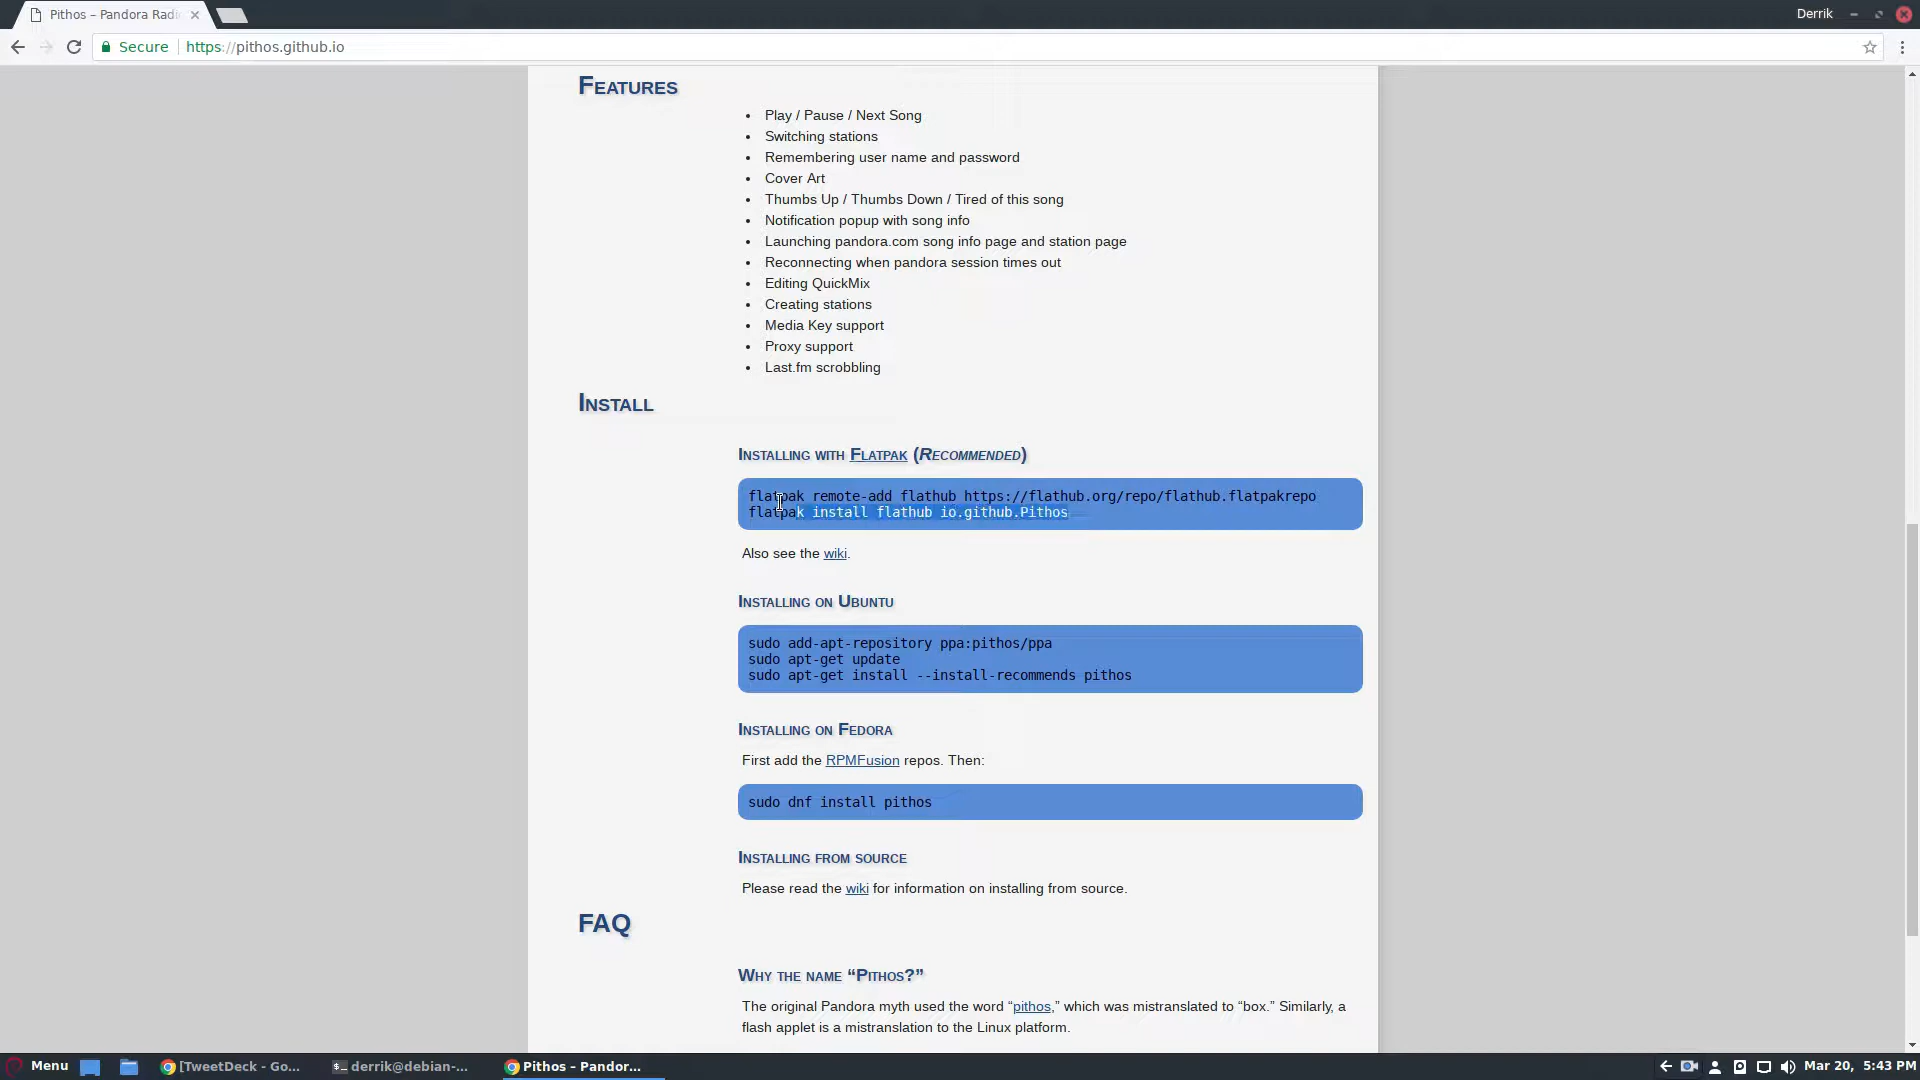 Pithos – Pandora Radi
Derrik
Secure https://pithos.github.io
Features
Play / Pause / Next Song
Switching stations
Remembering user name and password
Cover Art
Thumbs Up / Thumbs Down / Tired of this song
Notification popup with song info
Launching pandora.com song info page and station page
Reconnecting when pandora session times out
Editing QuickMix
Creating stations
Media Key support
Proxy support
Last.fm scrobbling
Install
Installing with Flatpak (Recommended)
flatpak remote-add flathub https://flathub.org/repo/flathub.flatpakrepo
flatpak install flathub io.github.Pithos
Also see the wiki.
Installing on Ubuntu
sudo add-apt-repository ppa:pithos/ppa
sudo apt-get update
sudo apt-get install --install-recommends pithos
Installing on Fedora
First add the RPMFusion repos. Then:
sudo dnf install pithos
Installing from source
Please read the wiki for information on installing from source.
FAQ
Why the name “Pithos?”
The original Pandora myth used the word “pithos,” which was mistranslated to “box.” Similarly, a
flash applet is a mistranslation to the Linux platform.
Menu [TweetDeck - Go... derrik@debian-... Pithos – Pandor... Mar 20, 5:43 PM